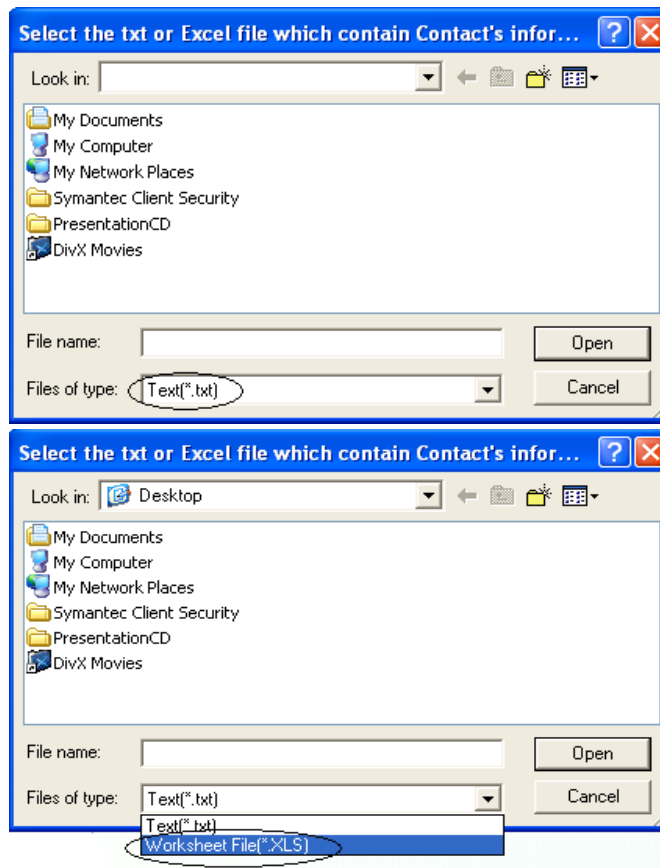 Select the txt or Excel file which contain Contact's infor...
Look in:
My Documents
My Computer
My Network Places
Symantec Client Security
PresentationCD
DivX Movies
File name:
Open
Files of type: Text(*.txt)
Cancel
Select the txt or Excel file which contain Contact's infor...
Look in: Desktop
My Documents
My Computer
My Network Places
Symantec Client Security
PresentationCD
DivX Movies
File name:
Open
Files of type: Text(*.txt)
Cancel
Text(*.txt)
Worksheet File(*.XLS)